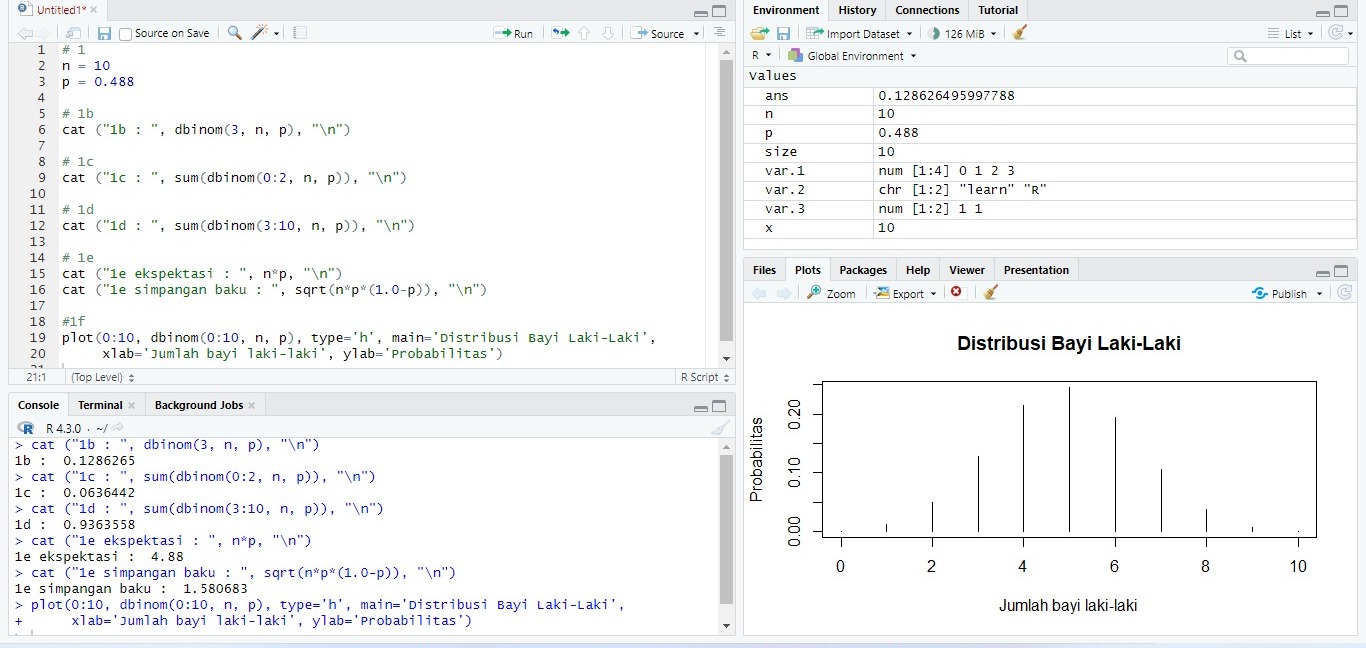 Untitled1*
Source on Save
Run
Source
1 # 1
2 n = 10
3 p = 0.488
4
5 # 1b
6 cat ("1b : ", dbinom(3, n, p), "\n")
7
8 # 1c
9 cat ("1c : ", sum(dbinom(0:2, n, p)), "\n")
10
11 # 1d
12 cat ("1d : ", sum(dbinom(3:10, n, p)), "\n")
13
14 # 1e
15 cat ("1e ekspektasi : ", n*p, "\n")
16 cat ("1e simpangan baku : ", sqrt(n*p*(1.0-p)), "\n")
17
18 #1f
19 plot(0:10, dbinom(0:10, n, p), type='h', main='Distribusi Bayi Laki-Laki',
20 xlab='Jumlah bayi laki-laki', ylab='Probabilitas')
21
21:1 (Top Level) R Script
Console Terminal Background Jobs
R 4.3.0 · ~/
> cat ("1b : ", dbinom(3, n, p), "\n")
1b :  0.1286265
> cat ("1c : ", sum(dbinom(0:2, n, p)), "\n")
1c :  0.0636442
> cat ("1d : ", sum(dbinom(3:10, n, p)), "\n")
1d :  0.9363558
> cat ("1e ekspektasi : ", n*p, "\n")
1e ekspektasi :  4.88
> cat ("1e simpangan baku : ", sqrt(n*p*(1.0-p)), "\n")
1e simpangan baku :  1.580683
> plot(0:10, dbinom(0:10, n, p), type='h', main='Distribusi Bayi Laki-Laki',
+ xlab='Jumlah bayi laki-laki', ylab='Probabilitas')
Environment History Connections Tutorial
Import Dataset 126 MiB List
R Global Environment
Values
ans 0.128626495997788
n 10
p 0.488
size 10
var.1 num [1:4] 0 1 2 3
var.2 chr [1:2] "learn" "R"
var.3 num [1:2] 1 1
x 10
Files Plots Packages Help Viewer Presentation
Zoom Export Publish
Distribusi Bayi Laki-Laki
Probabilitas
0.20
0.10
0.00
0 2 4 6 8 10
Jumlah bayi laki-laki